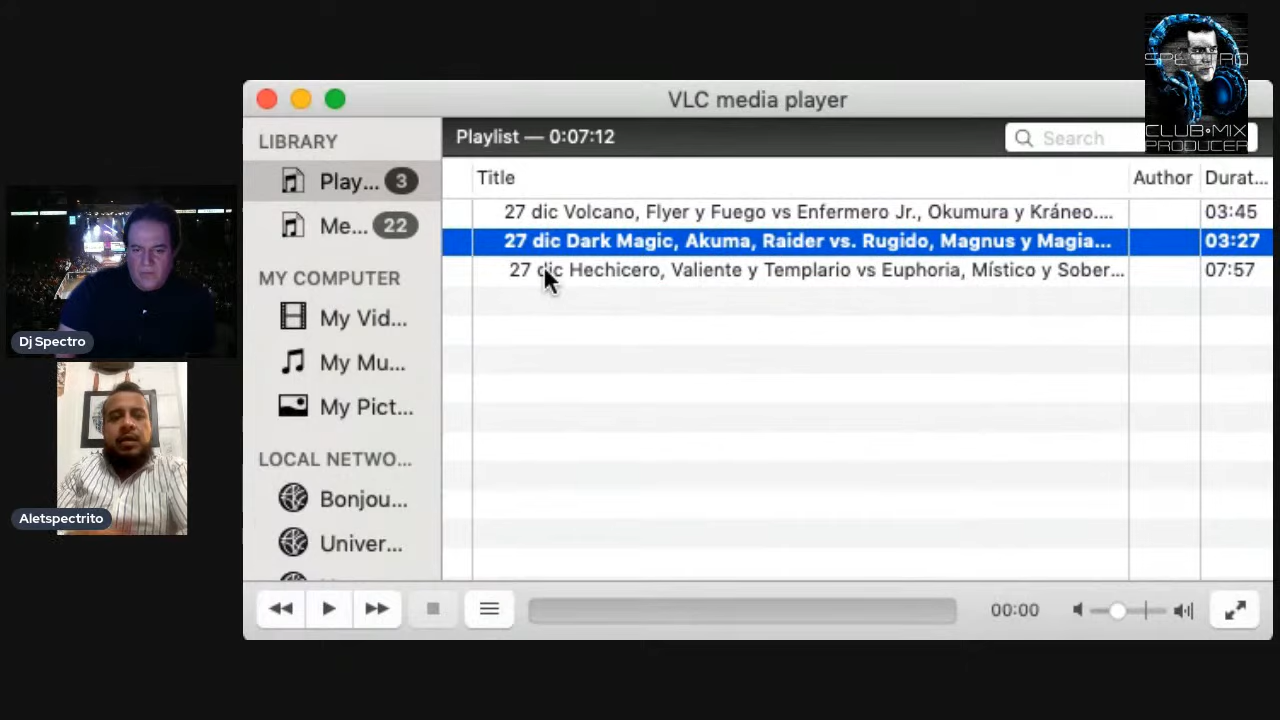 SPECTRO
CLUB•MIX
PRODUCER
VLC media player
LIBRARY
Play... 3
Me... 22
MY COMPUTER
My Vid...
My Mu...
My Pict...
LOCAL NETWO...
Bonjou...
Univer...
Playlist — 0:07:12
Search
Title Author Durat...
27 dic Volcano, Flyer y Fuego vs Enfermero Jr., Okumura y Kráneo.... 03:45
27 dic Dark Magic, Akuma, Raider vs. Rugido, Magnus y Magia... 03:27
27 dic Hechicero, Valiente y Templario vs Euphoria, Místico y Sober... 07:57
00:00
Dj Spectro
Aletspectrito